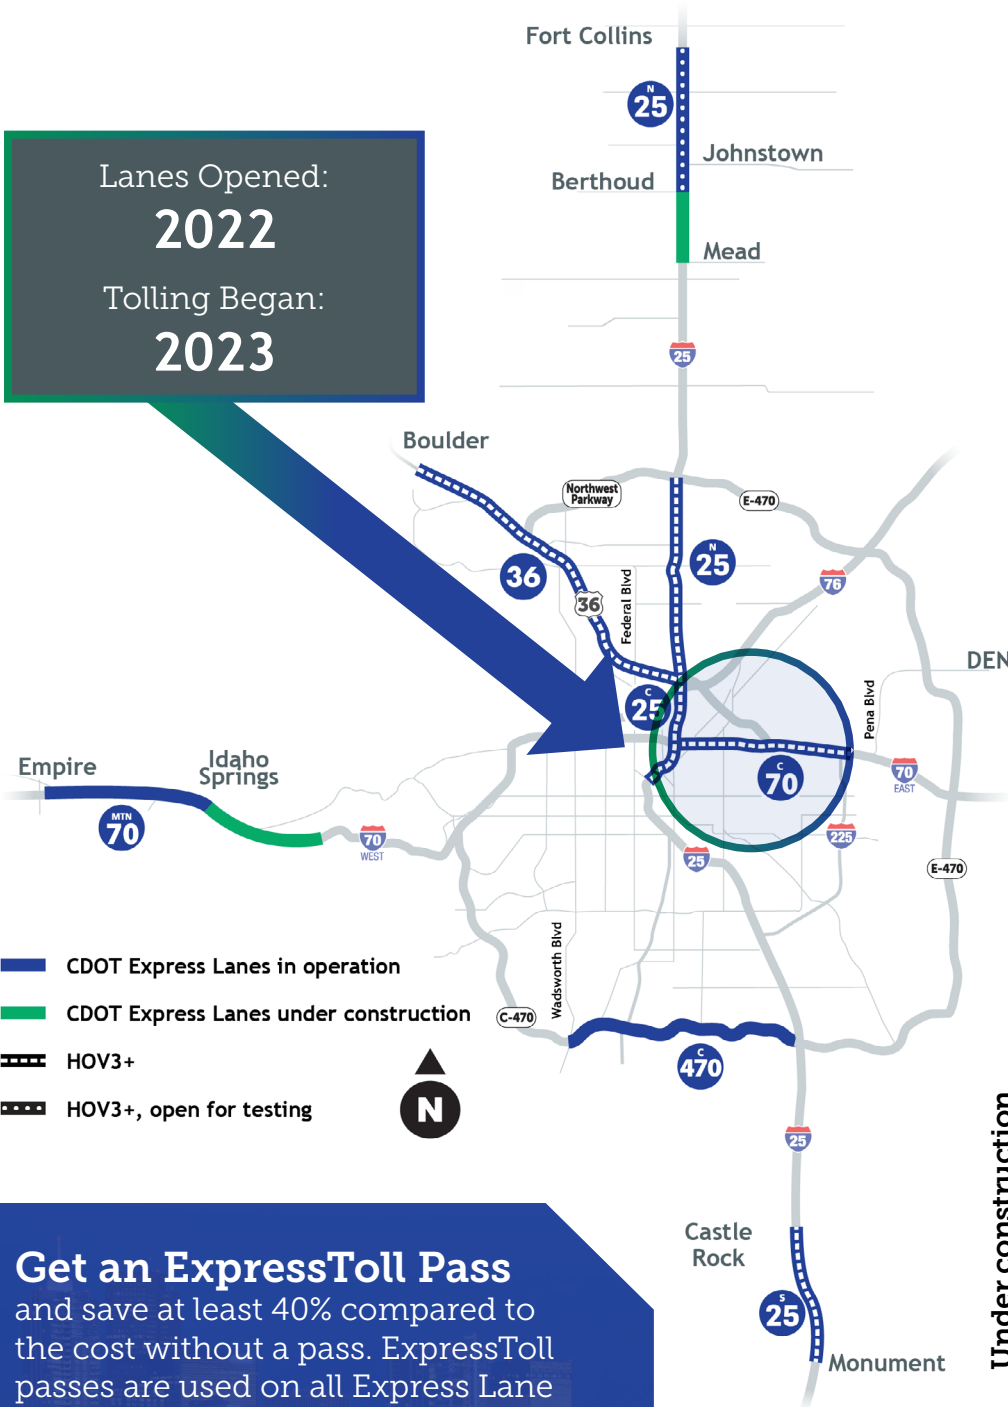 Fort Collins
N
25
Johnstown
Berthoud
Mead
Lanes Opened:
2022
Tolling Began:
2023
25
Boulder
Northwest
Parkway
E-470
36
N
25
76
36
Federal Blvd
DEN
C
25
Pena Blvd
Empire
Idaho
Springs
C
70
70
EAST
MTN
70
70
WEST
225
25
E-470
Wadsworth Blvd
CDOT Express Lanes in operation
CDOT Express Lanes under construction
C-470
HOV3+
C
470
HOV3+, open for testing
N
25
Under construction
Castle
Rock
S
25
Monument
Get an ExpressToll Pass
and save at least 40% compared to
the cost without a pass. ExpressToll
passes are used on all Express Lane